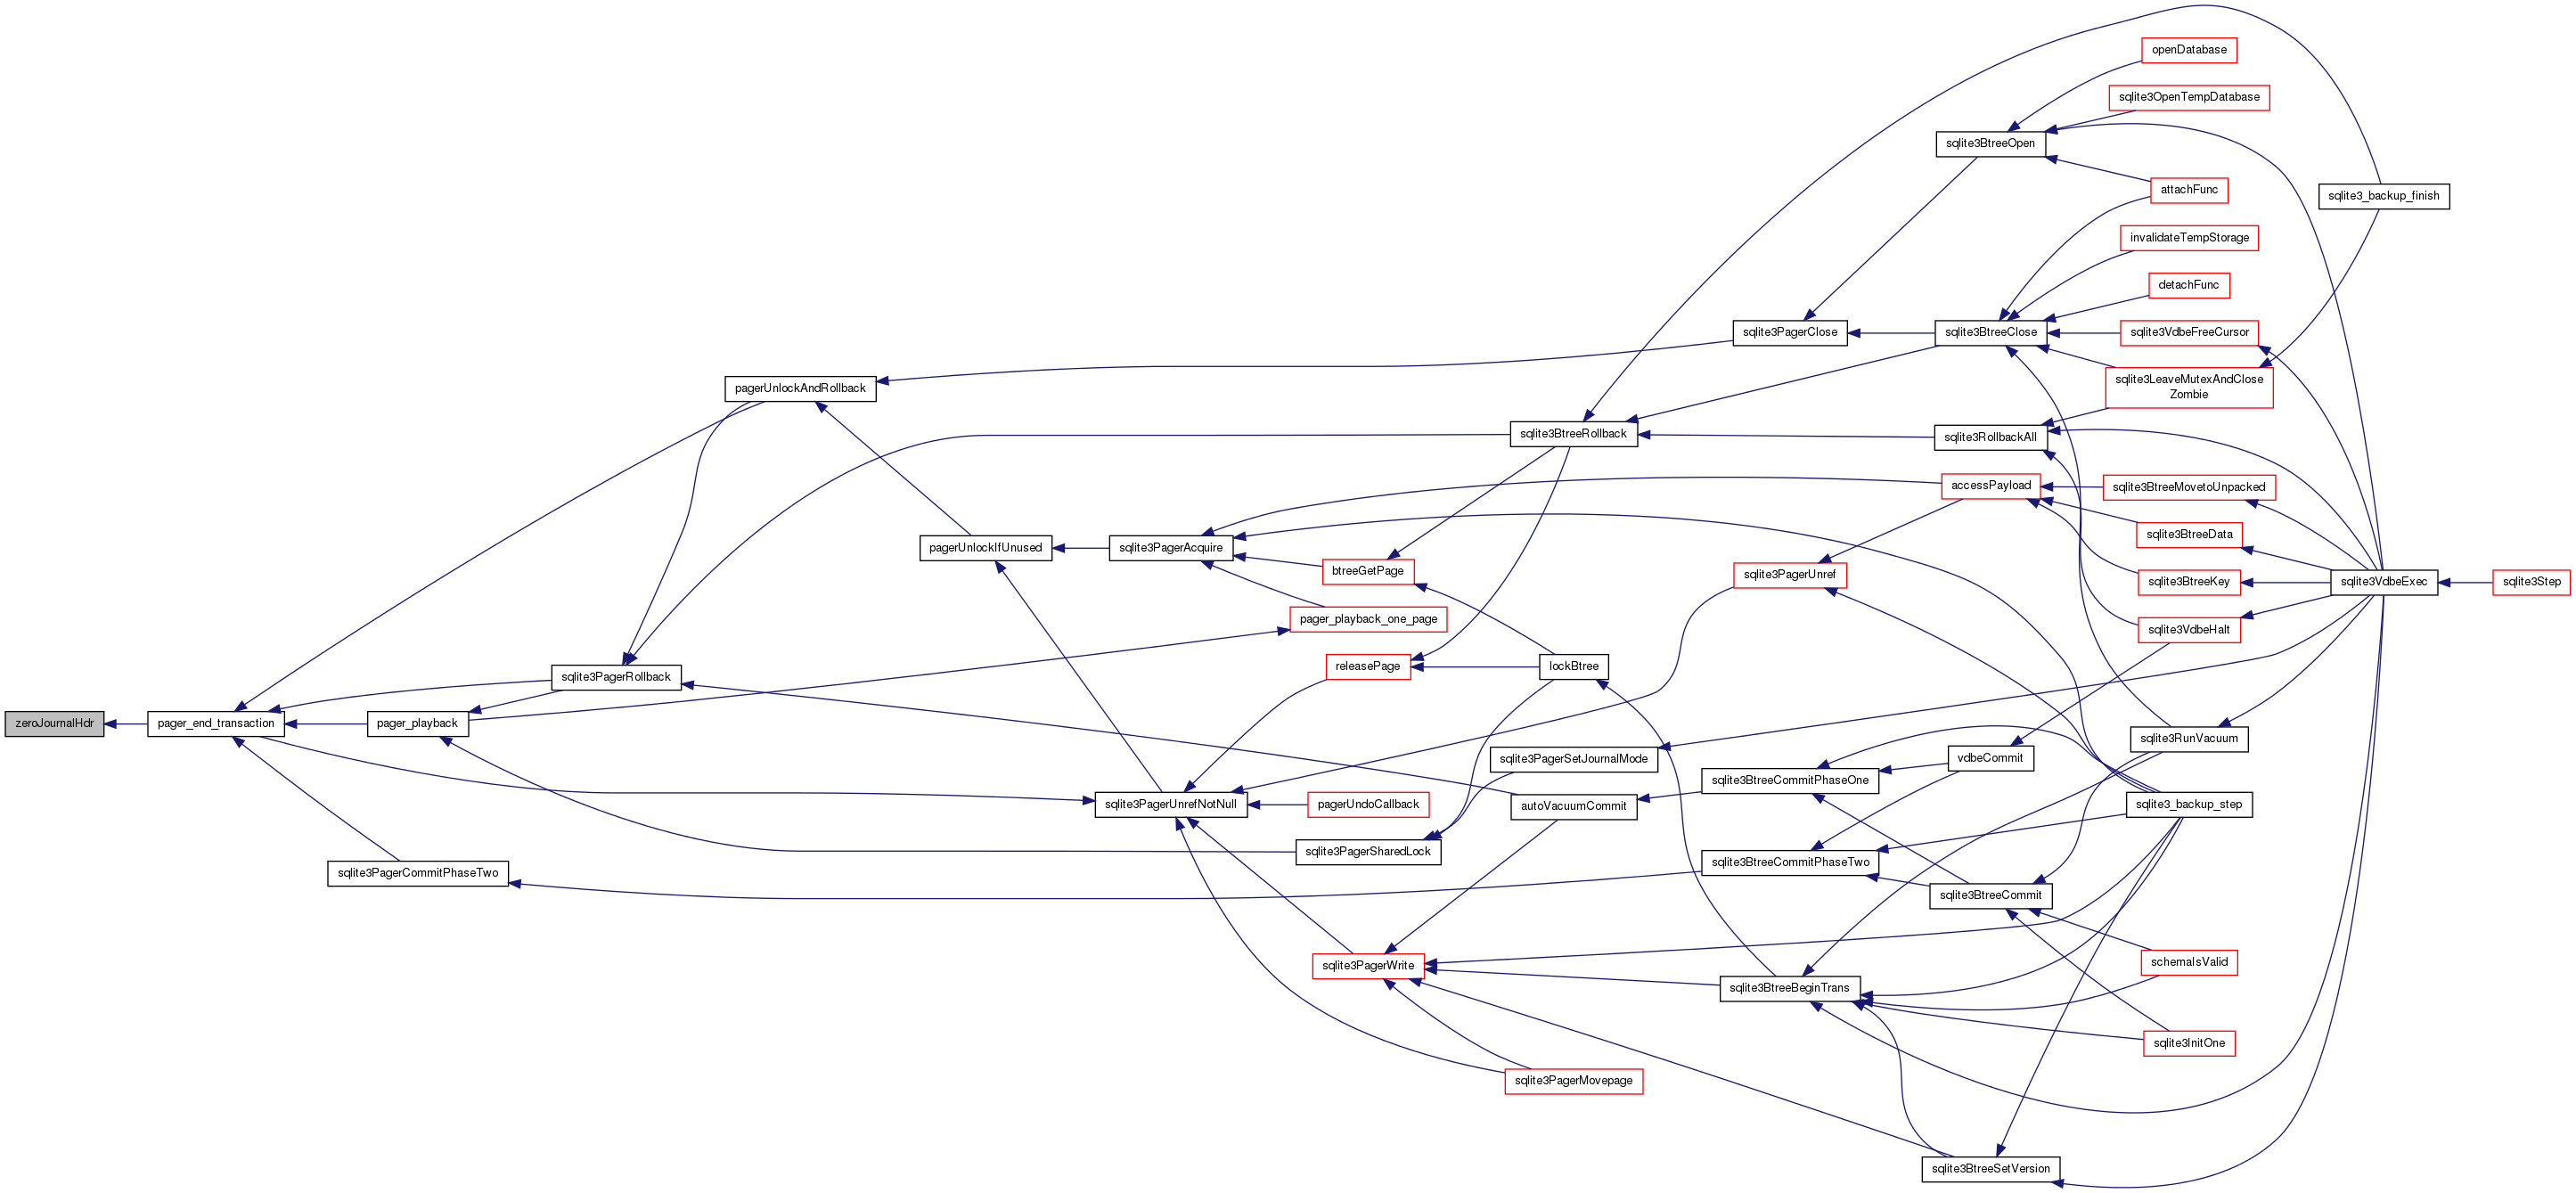 openDatabase
sqlite3OpenTempDatabase
sqlite3BtreeOpen
attachFunc
sqlite3_backup_finish
invalidateTempStorage
detachFunc
sqlite3PagerClose
sqlite3BtreeClose
sqlite3VdbeFreeCursor
sqlite3LeaveMutexAndClose
Zombie
pagerUnlockAndRollback
sqlite3BtreeRollback
sqlite3RollbackAll
accessPayload
sqlite3BtreeMovetoUnpacked
sqlite3BtreeData
pagerUnlockIfUnused
sqlite3PagerAcquire
btreeGetPage
sqlite3PagerUnref
sqlite3BtreeKey
sqlite3VdbeExec
sqlite3Step
pager_playback_one_page
sqlite3VdbeHalt
releasePage
lockBtree
sqlite3PagerRollback
zeroJournalHdr
pager_end_transaction
pager_playback
sqlite3RunVacuum
sqlite3PagerSetJournalMode
vdbeCommit
sqlite3BtreeCommitPhaseOne
sqlite3PagerUnrefNotNull
pagerUndoCallback
autoVacuumCommit
sqlite3_backup_step
sqlite3PagerSharedLock
sqlite3BtreeCommitPhaseTwo
sqlite3PagerCommitPhaseTwo
sqlite3BtreeCommit
sqlite3PagerWrite
schemaIsValid
sqlite3BtreeBeginTrans
sqlite3InitOne
sqlite3PagerMovepage
sqlite3BtreeSetVersion